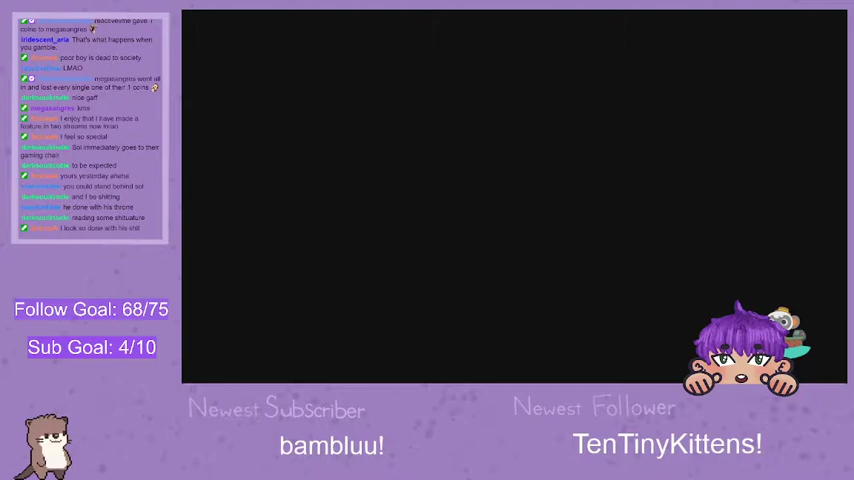 reactivevme gave 1
coins to megasangres
iridescent_aria That's what happens when
you gamble.
poor boy is dead to society
LMAO
megasangres went all
in and lost every single one of their 1 coins
nice gaff
megasangres kms
I enjoy that I have made a
feature in two streams now lmao
I feel so special
Sol immediately goes to their
gaming chair
to be expected
yours yesterday ahaha
you could stand behind sol
and I be shitting
he done with his throne
reading some shituature
I look so done with his shit
Follow Goal: 68/75
Sub Goal: 4/10
Newest Subscriber
Newest Follower
bambluu!
TenTinyKittens!